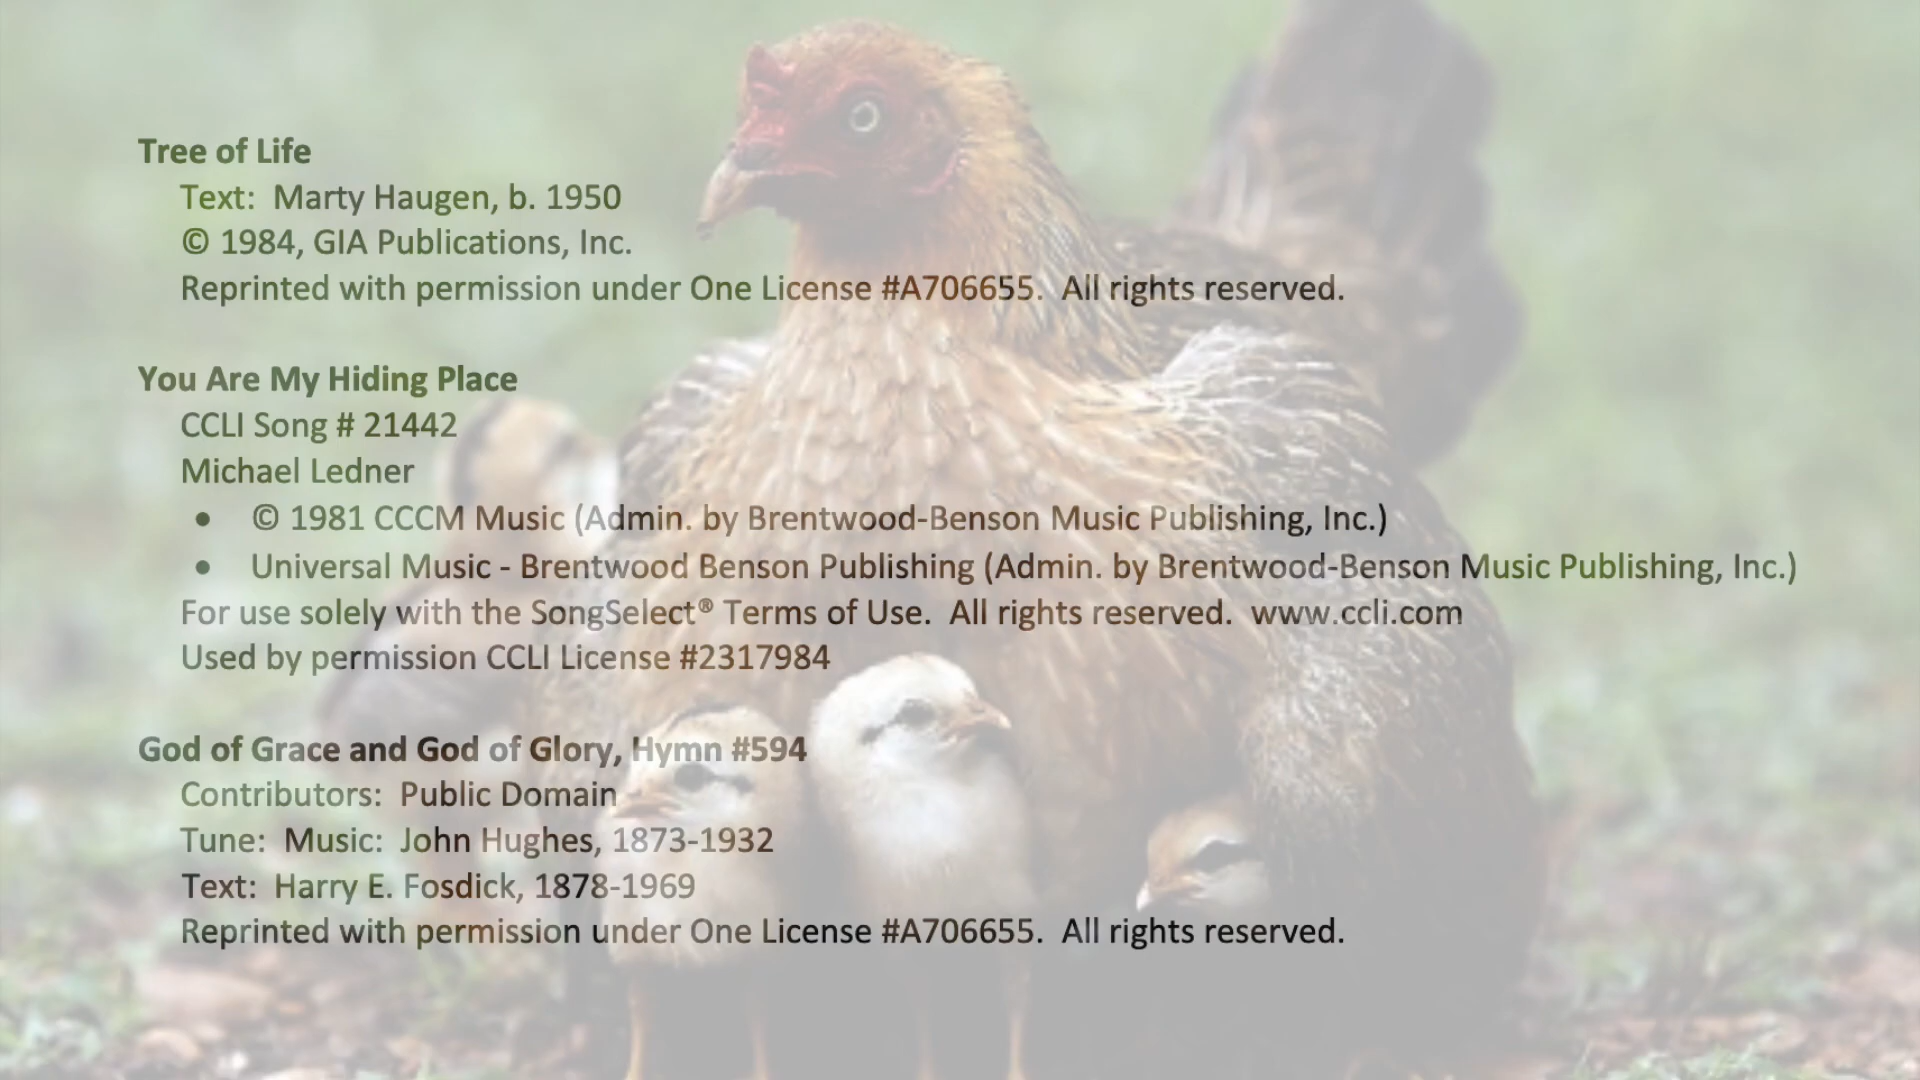 Tree of Life
Text:  Marty Haugen, b. 1950
© 1984, GIA Publications, Inc.
Reprinted with permission under One License #A706655.  All rights reserved.
You Are My Hiding Place
CCLI Song # 21442
Michael Ledner
• © 1981 CCCM Music (Admin. by Brentwood-Benson Music Publishing, Inc.)
• Universal Music - Brentwood Benson Publishing (Admin. by Brentwood-Benson Music Publishing, Inc.)
For use solely with the SongSelect® Terms of Use.  All rights reserved.  www.ccli.com
Used by permission CCLI License #2317984
God of Grace and God of Glory, Hymn #594
Contributors:  Public Domain
Tune:  Music:  John Hughes, 1873-1932
Text:  Harry E. Fosdick, 1878-1969
Reprinted with permission under One License #A706655.  All rights reserved.